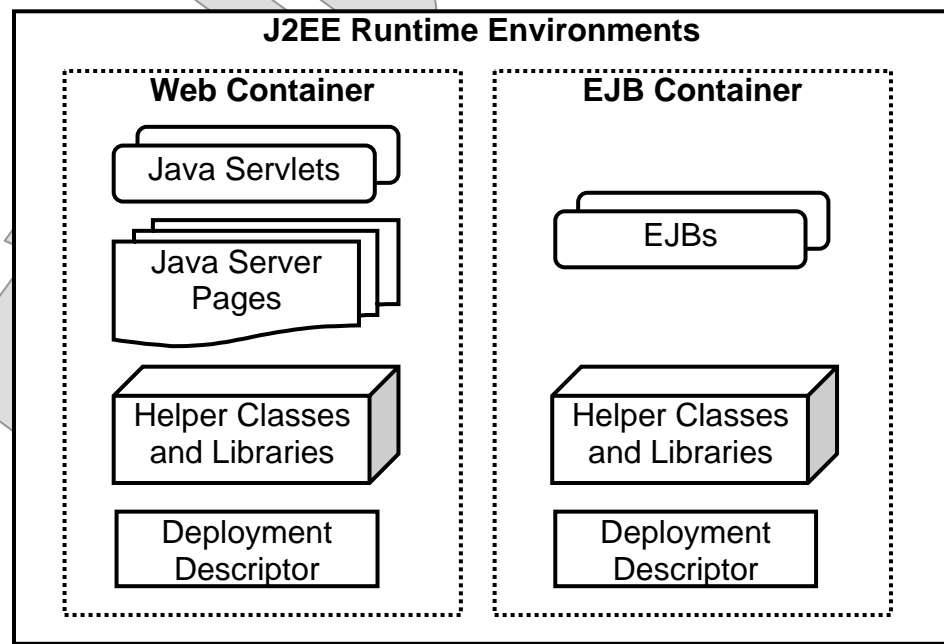 J2EE Runtime Environments
Web Container
Java Servlets
Java Server
Pages
Helper Classes
and Libraries
Deployment
Descriptor
EJB Container
EJBs
Helper Classes
and Libraries
Deployment
Descriptor